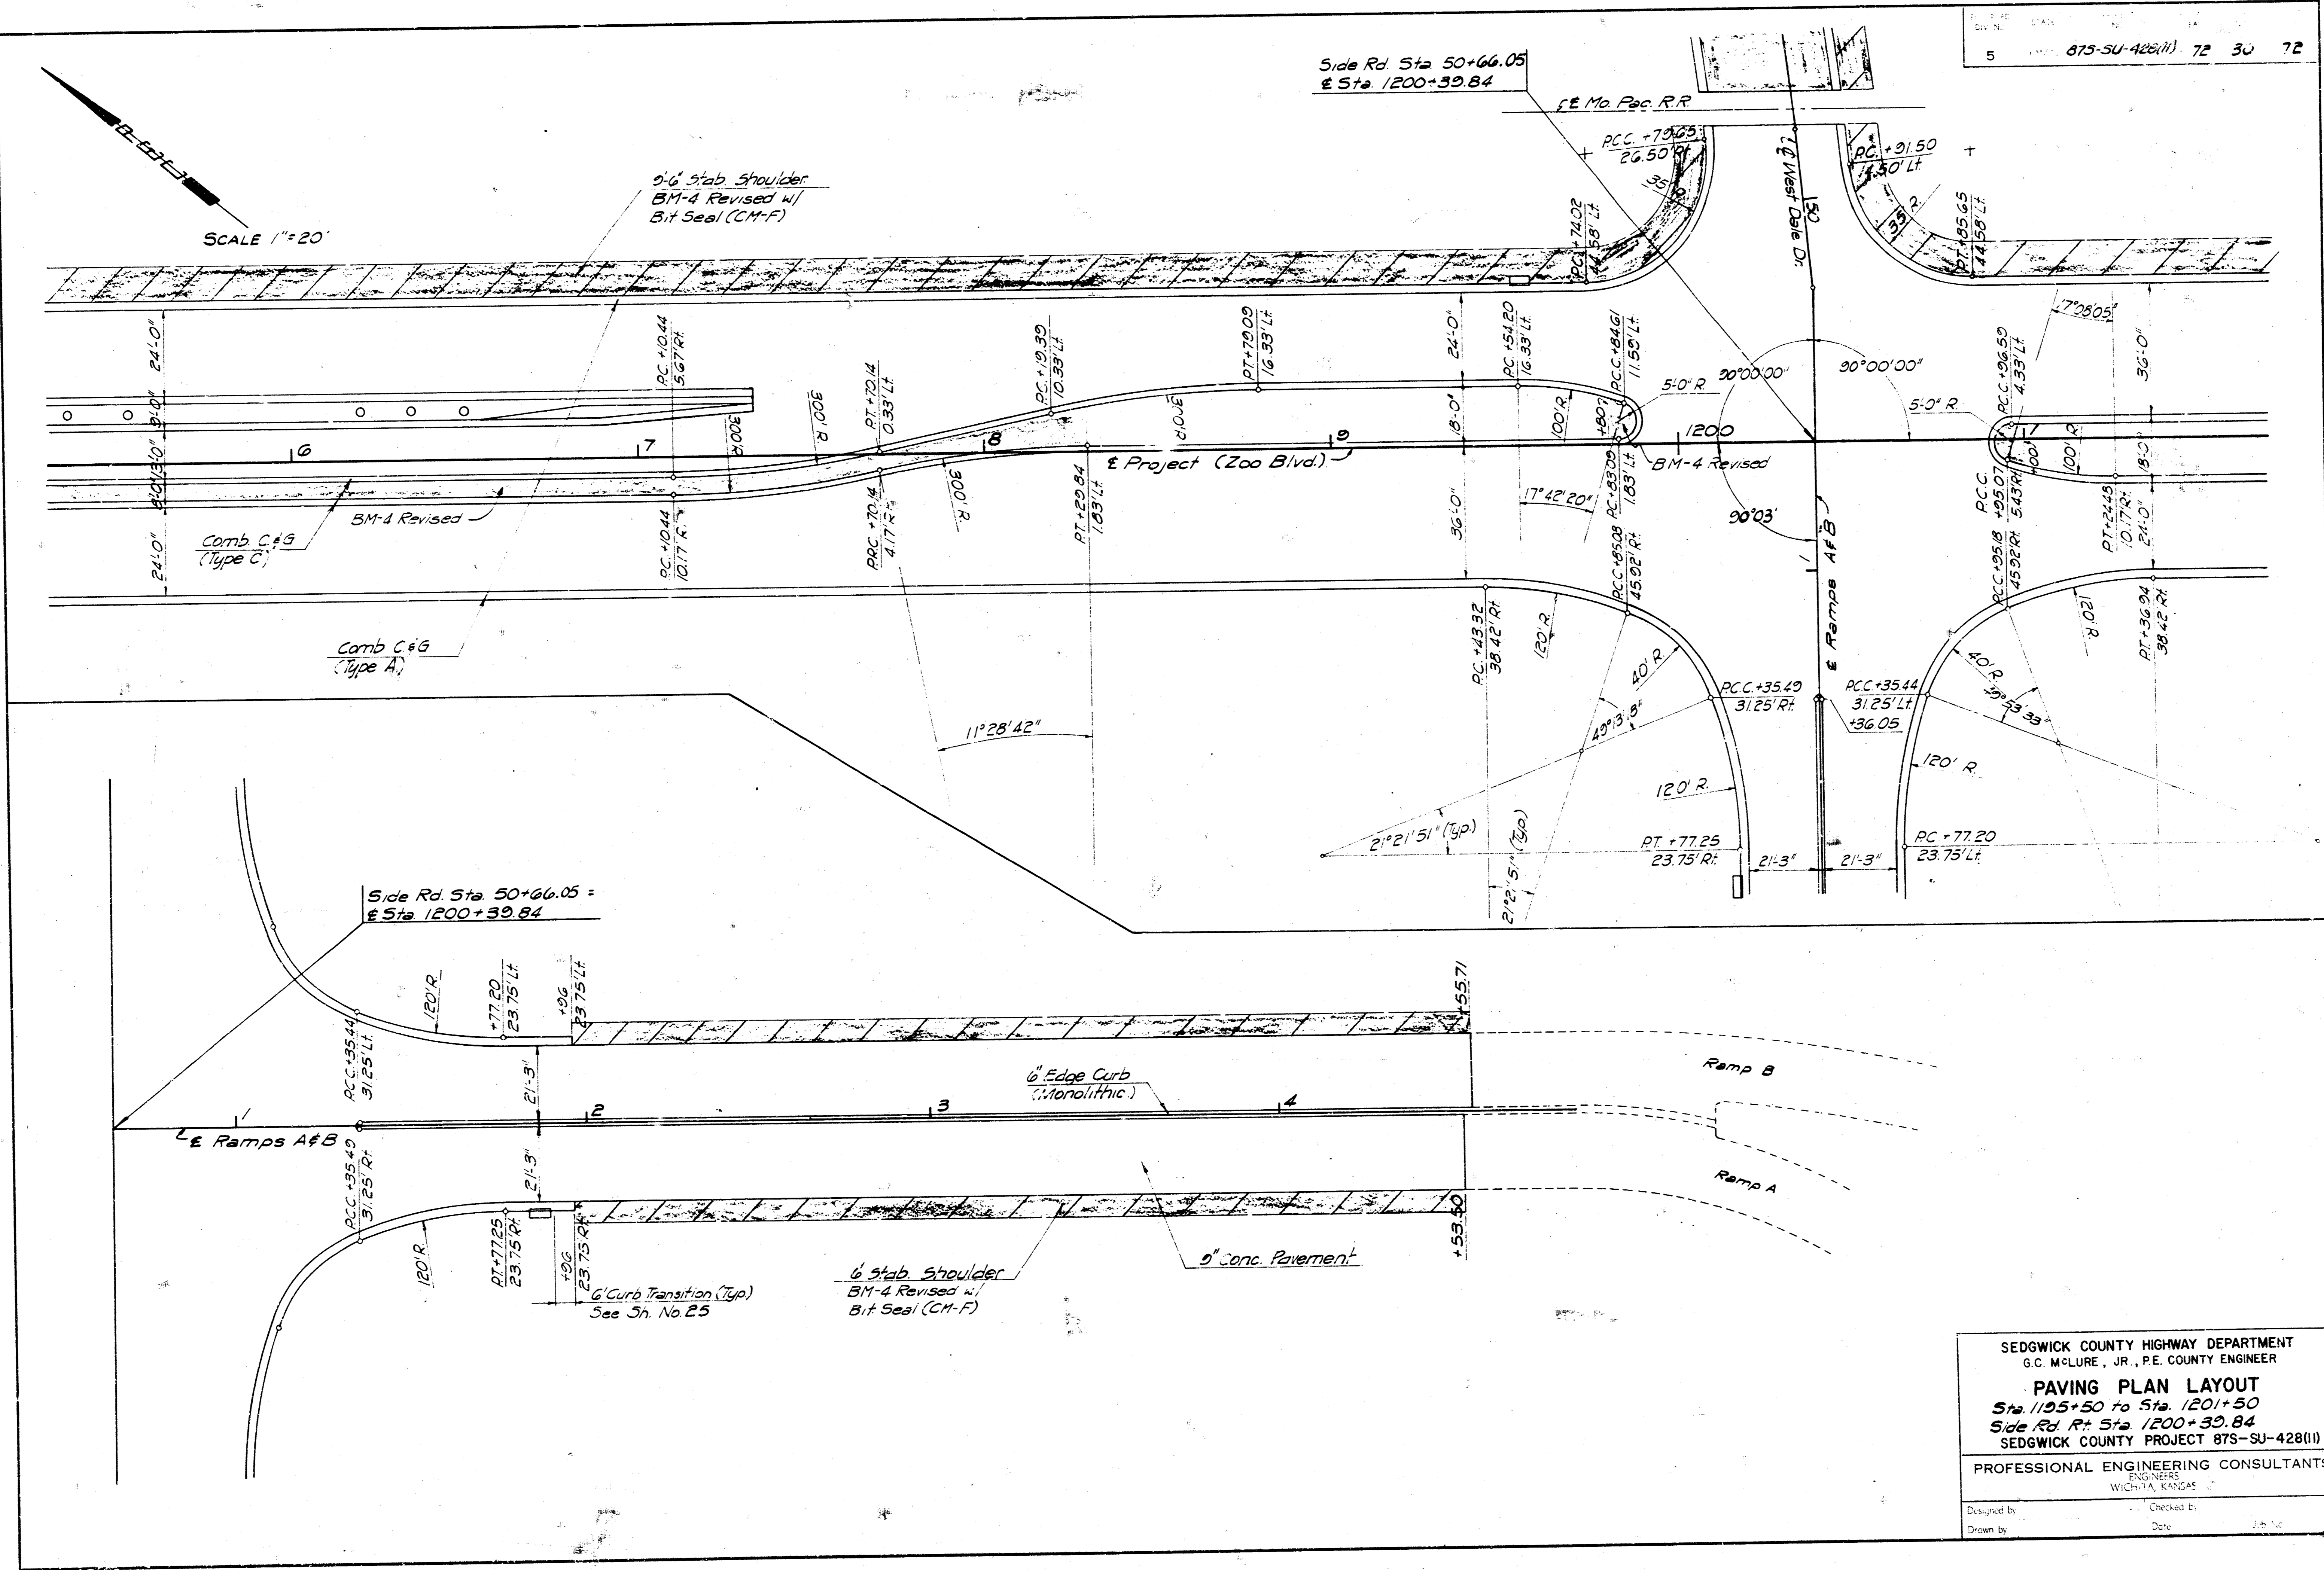 5 87S-SU-428(11) 72 30 72
Side Rd. Sta 50+66.05
℄ Sta. 1200+39.84
℄ Mo. Pac. R.R.
SCALE 1"=20'
9'-6" Stab. Shoulder
BM-4 Revised w/
Bit Seal (CM-F)
P.C.C. +79.65
26.50' Rt.
35' R.
P.C. +91.50
14.50' Lt.
35' R.
℄ West Dale Dr.
50
P.C. +74.02
44.58' Lt.
P.T. +85.65
44.58' Lt.
24'-0"
9'-0"
13'-0"
8'-0"
24'-0"
P.C. +10.44
5.67' Rt.
300' R.
300' R.
P.T. +70.14
0.33' Lt.
P.C. +19.39
10.33' Lt.
P.T. +79.09
16.33' Lt.
300' R.
24'-0"
18'-0"
36'-0"
P.C. +54.20
16.33' Lt.
P.C.C. +84.61
11.59' Lt.
100' R.
+80.7
5'-0" R.
90°00'00"
90°00'00"
5'-0" R.
P.C.C. +96.59
4.33' Lt.
17°08'05"
36'-0"
18'-0"
24'-0"
100' R.
6
7
8
9
1200
1
℄ Project (Zoo Blvd.)
BM-4 Revised
BM-4 Revised
Comb. C.& G
(Type C)
Comb C.& G
(Type A)
P.C. +10.44
10.17' Rt.
P.R.C. +70.14
4.17' Rt.
300' R.
P.T. +29.84
1.83' Lt.
11°28'42"
17°42'20"
P.C. +83.09
1.83' Lt.
P.C.C. +85.08
45.92' Rt.
90°03'
1
℄ Ramps A&B
P.C.C.
+95.07
5.43' Rt.
P.C.C. +95.18
45.92' Rt.
P.T. +24.48
10.17' Rt.
P.T. +36.94
38.42' Rt.
120' R.
P.C. +43.32
38.42' Rt.
120' R.
40' R.
49°13'8"
P.C.C. +35.49
31.25' Rt.
P.C.C. +35.44
31.25' Lt.
+36.05
40' R.
49°53'33"
120' R.
120' R.
21°21'51" (Typ.)
21°21'51" (Typ.)
P.T. +77.25
23.75' Rt.
21'-3"
21'-3"
P.C. +77.20
23.75' Lt.
Side Rd. Sta. 50+66.05 =
℄ Sta. 1200+39.84
P.C.C. +35.44
31.25' Lt.
120' R.
+77.20
23.75' Lt.
+96
23.75' Lt.
+55.71
21'-3"
6" Edge Curb
(Monolithic)
Ramp B
1
2
3
4
℄ Ramps A&B
P.C.C. +35.49
31.25' Rt.
21'-3"
Ramp A
120' R.
P.T. +77.25
23.75' Rt.
+96
23.75' Rt.
+53.50
9" Conc. Pavement
6' Curb Transition (Typ.)
See Sh. No. 25
6' Stab. Shoulder
BM-4 Revised w/
Bit Seal (CM-F)
SEDGWICK COUNTY HIGHWAY DEPARTMENT
G.C. McLURE, JR., P.E. COUNTY ENGINEER
PAVING PLAN LAYOUT
Sta. 1195+50 to Sta. 1201+50
Side Rd. Rt. Sta. 1200+39.84
SEDGWICK COUNTY PROJECT 87S-SU-428(11)
PROFESSIONAL ENGINEERING CONSULTANTS
ENGINEERS
WICHITA, KANSAS
Designed by Checked by
Drawn by Date Job No.